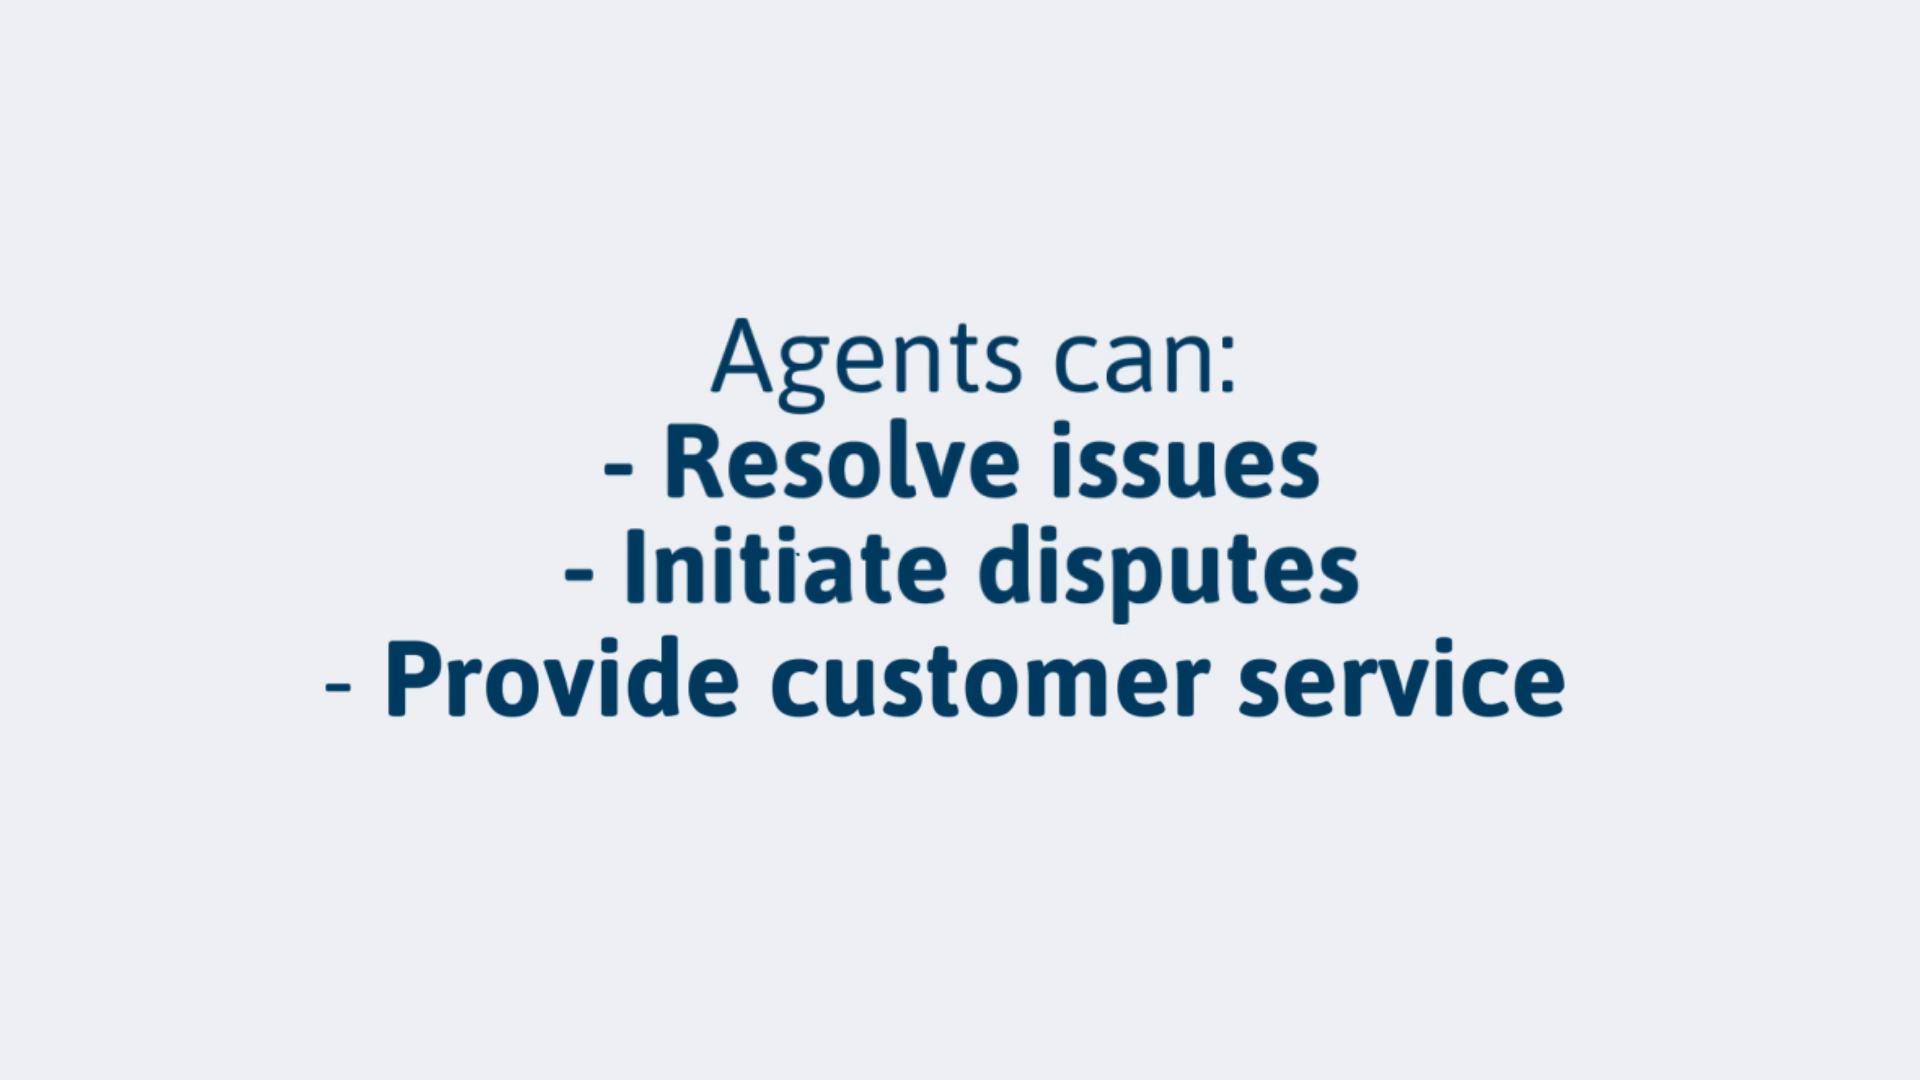 Agents can:
- Resolve issues
- Initiate disputes
- Provide customer service